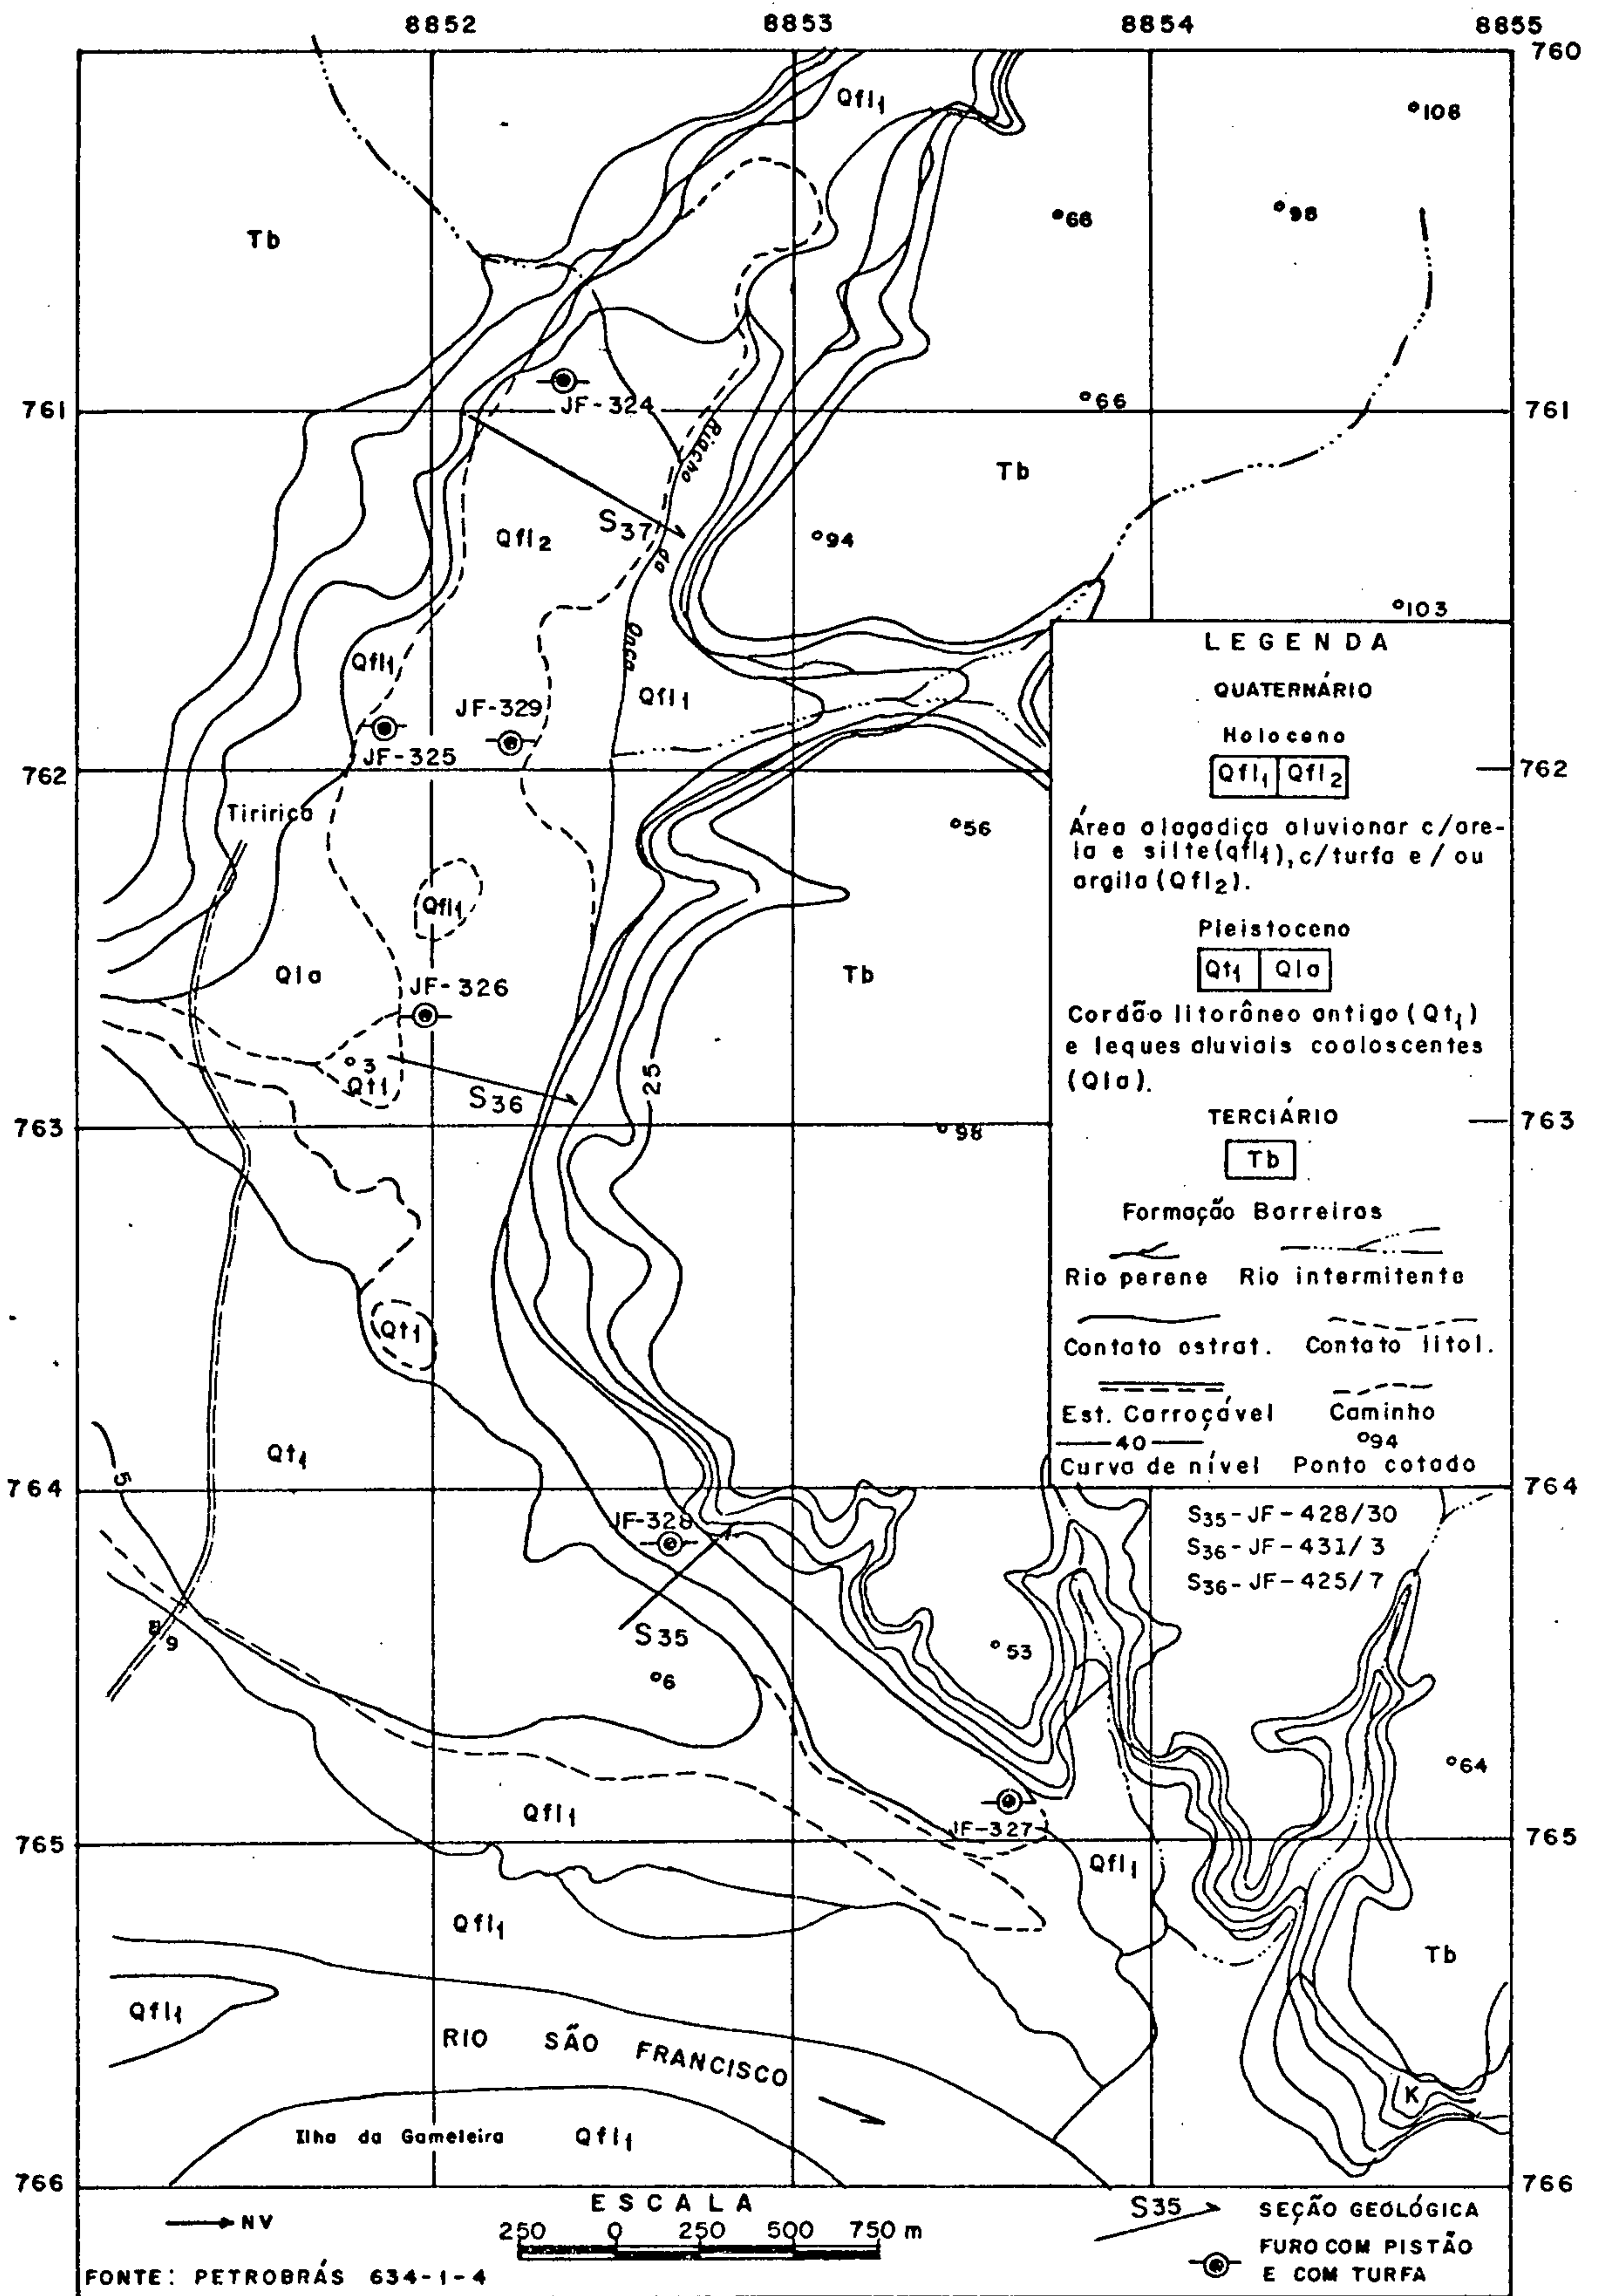 8852 8853 8854 8855
760
Qfl1
108
66 98
Tb
JF-324
761 66 761
Riacho
Tb
S37
Qfl2 da 94
103
Onça
Qfl1
Qfl1
JF-329
JF-325
762 762
Tiririca
56
Qfl1
Qla Tb
JF-326
3
Qt1
25
S36
763 98 763
Qt1
Qt1
5
764 764
JF-328
S35
53
6
8
9
64
Qfl1
JF-327
765 765
Qfl1
Qfl1
Tb
Qfl1
RIO SÃO FRANCISCO
K
Ilha da Gameleira Qfl1
766 766
LEGENDA
QUATERNÁRIO
Holoceno
Qfl1 Qfl2
Área alagadiça aluvionar c/are-
ia e silte(qfl1), c/turfa e/ou
argila (Qfl2).
Pleistoceno
Qt1 Qla
Cordão litorâneo antigo (Qt1)
e leques aluviais coaloscentes
(Qla).
TERCIÁRIO
Tb
Formação Barreiras
Rio perene Rio intermitente
Contato estrat. Contato litol.
Est. Carroçável Caminho
40 94
Curva de nível Ponto cotado
S35-JF-428/30
S36-JF-431/3
S36-JF-425/7
NV
ESCALA
250 0 250 500 750 m
FONTE: PETROBRÁS 634-1-4
S35 SEÇÃO GEOLÓGICA
FURO COM PISTÃO
E COM TURFA